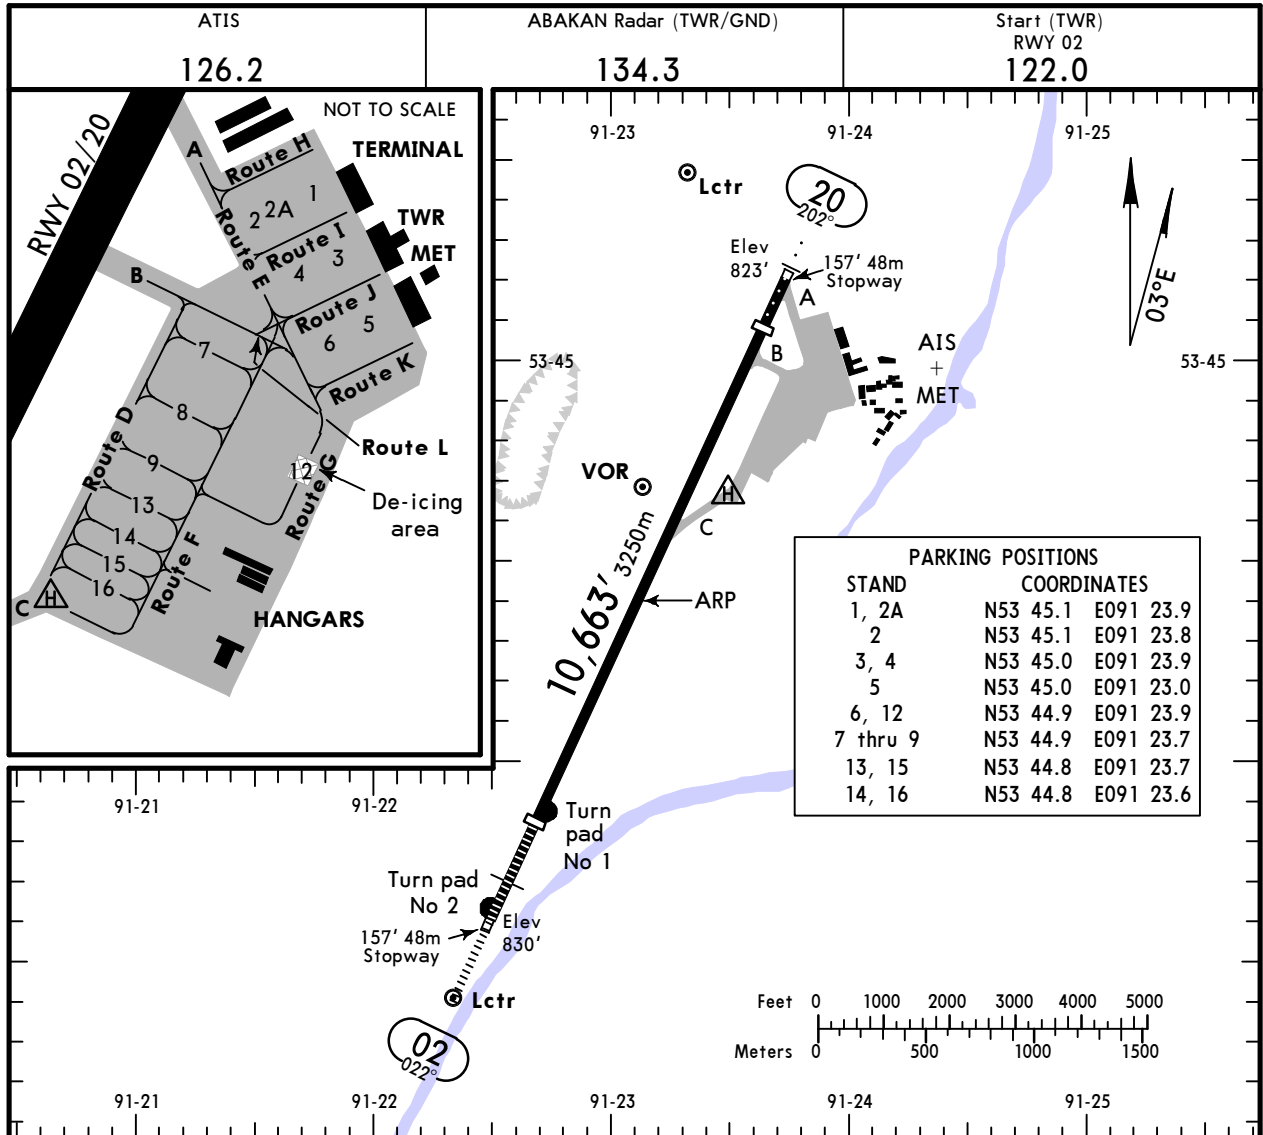 ATIS
126.2
ABAKAN Radar (TWR/GND)
134.3
Start (TWR)
RWY 02
122.0
NOT TO SCALE
RWY 02/20
A
Route H
TERMINAL
1
2A
2
Route E
Route I
TWR
MET
3
4
B
Route J
5
6
7
Route K
8
Route D
Route L
9
12
Route G
De-icing
area
13
14
15
16
Route F
C
H
HANGARS
91-23
91-24
91-25
Lctr
20
202°
Elev
823'
157' 48m
Stopway
A
03°E
B
AIS
MET
53-45
53-45
VOR
H
C
10,663' 3250m
ARP
PARKING POSITIONS
STAND COORDINATES
1, 2A N53 45.1 E091 23.9
2 N53 45.1 E091 23.8
3, 4 N53 45.0 E091 23.9
5 N53 45.0 E091 23.0
6, 12 N53 44.9 E091 23.9
7 thru 9 N53 44.9 E091 23.7
13, 15 N53 44.8 E091 23.7
14, 16 N53 44.8 E091 23.6
91-21
91-22
Turn
pad
No 1
Turn pad
No 2
Elev
830'
157' 48m
Stopway
Lctr
02
022°
Feet 0 1000 2000 3000 4000 5000
Meters 0 500 1000 1500
91-21
91-22
91-23
91-24
91-25